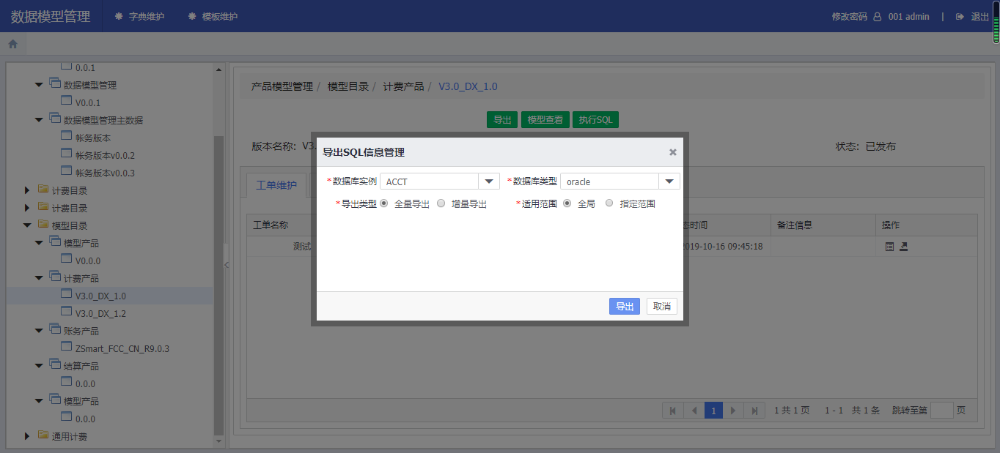 数据模型管理 字典维护 模板维护 修改密码 001 admin | 退出
0.0.1
数据模型管理
V0.0.1
数据模型管理主数据
帐务版本
帐务版本v0.0.2
帐务版本v0.0.3
计费目录
计费目录
模型目录
模型产品
V0.0.0
计费产品
V3.0_DX_1.0
V3.0_DX_1.2
账务产品
ZSmart_FCC_CN_R9.0.3
结算产品
0.0.0
模型产品
0.0.0
通用计费
产品模型管理 / 模型目录 / 计费产品 / V3.0_DX_1.0
导出 模型查看 执行SQL
版本名称: V3. 状态: 已发布
工单维护
工单名称 态时间 备注信息 操作
测试 2019-10-16 09:45:18
导出SQL信息管理
*数据库实例 ACCT *数据库类型 oracle
*导出类型 全量导出 增量导出 *适用范围 全局 指定范围
导出 取消
1 1 共 1 页 1 - 1 共 1 条 跳转至第 页